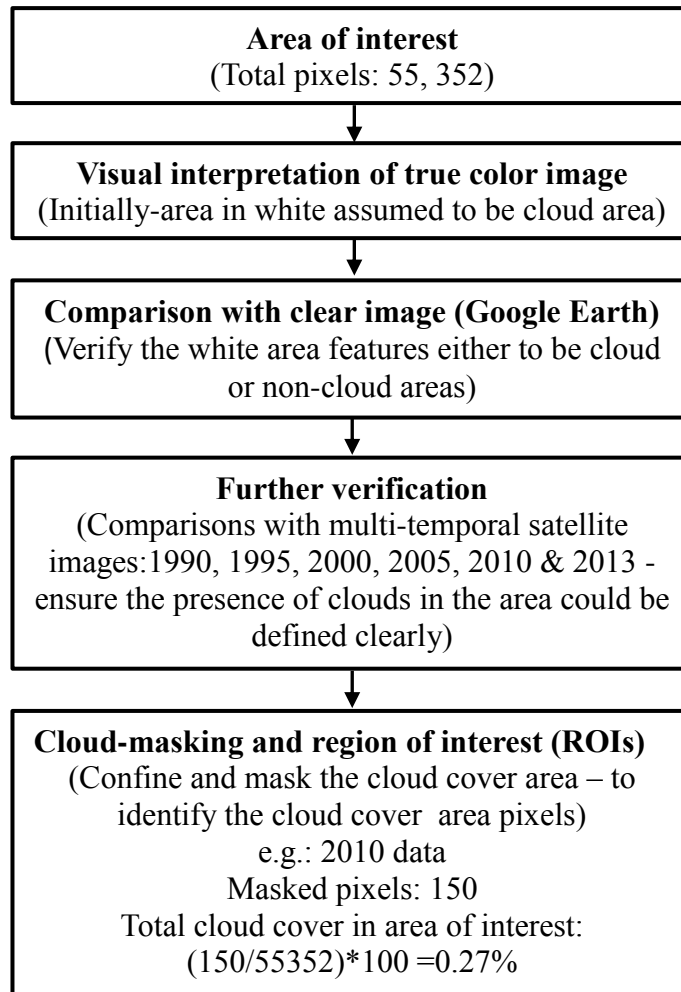 Area of interest
(Total pixels: 55, 352)
Visual interpretation of true color image
(Initially-area in white assumed to be cloud area)
Comparison with clear image (Google Earth)
(Verify the white area features either to be cloud
or non-cloud areas)
Further verification
(Comparisons with multi-temporal satellite
images:1990, 1995, 2000, 2005, 2010 & 2013 -
ensure the presence of clouds in the area could be
defined clearly)
Cloud-masking and region of interest (ROIs)
(Confine and mask the cloud cover area – to
identify the cloud cover area pixels)
e.g.: 2010 data
Masked pixels: 150
Total cloud cover in area of interest:
(150/55352)*100 =0.27%